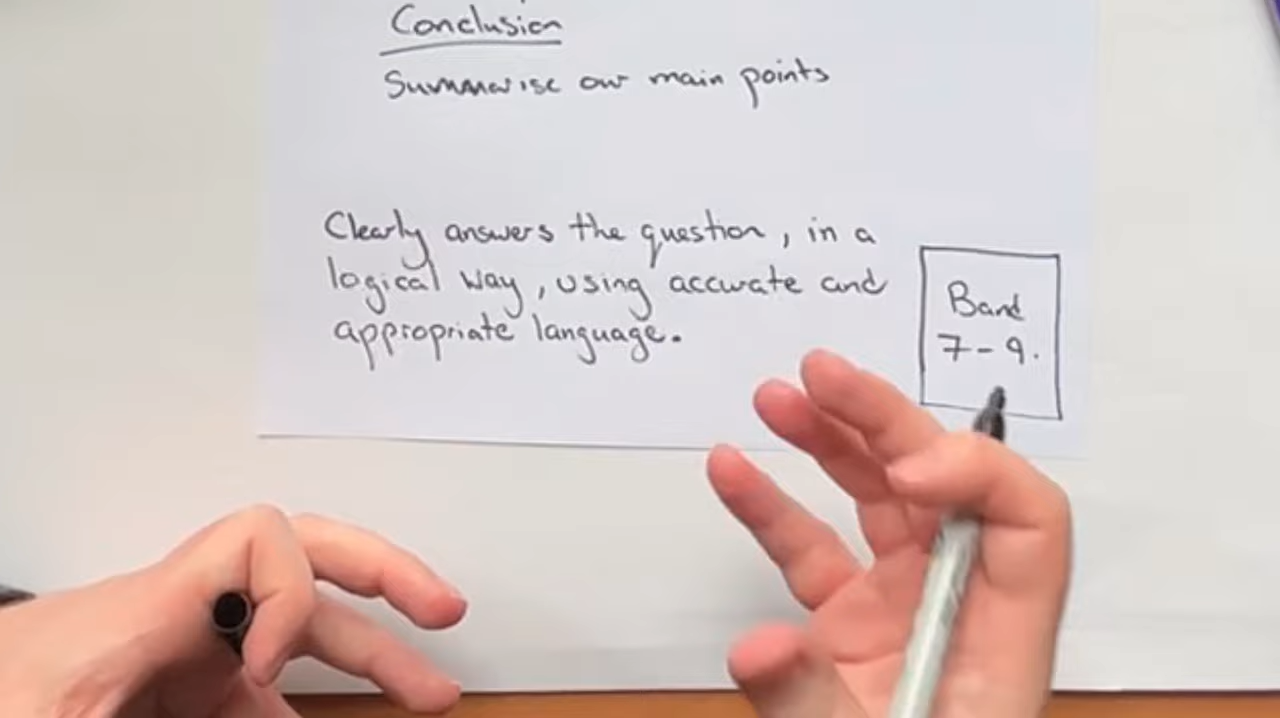 Conclusion
Summarise our main points
Clearly answers the question, in a
logical way, using accurate and
appropriate language.
Band
7-9.